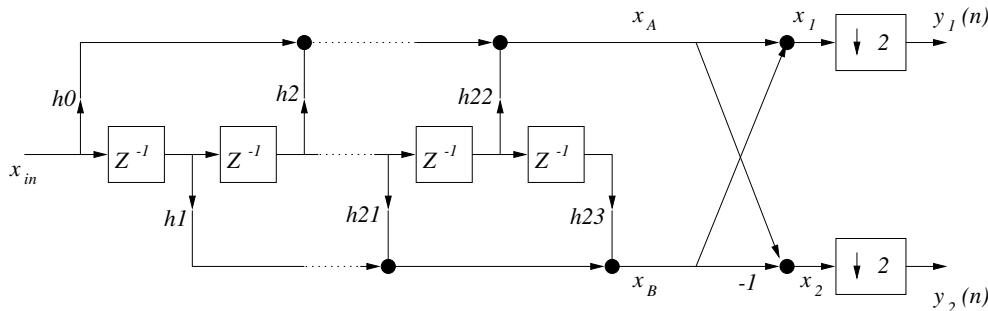 x_A x_1 ↓ 2 y_1(n)
h0 h2 h22
x_in Z^-1 Z^-1 Z^-1 Z^-1
h1 h21 h23
x_B -1 x_2 ↓ 2 y_2(n)